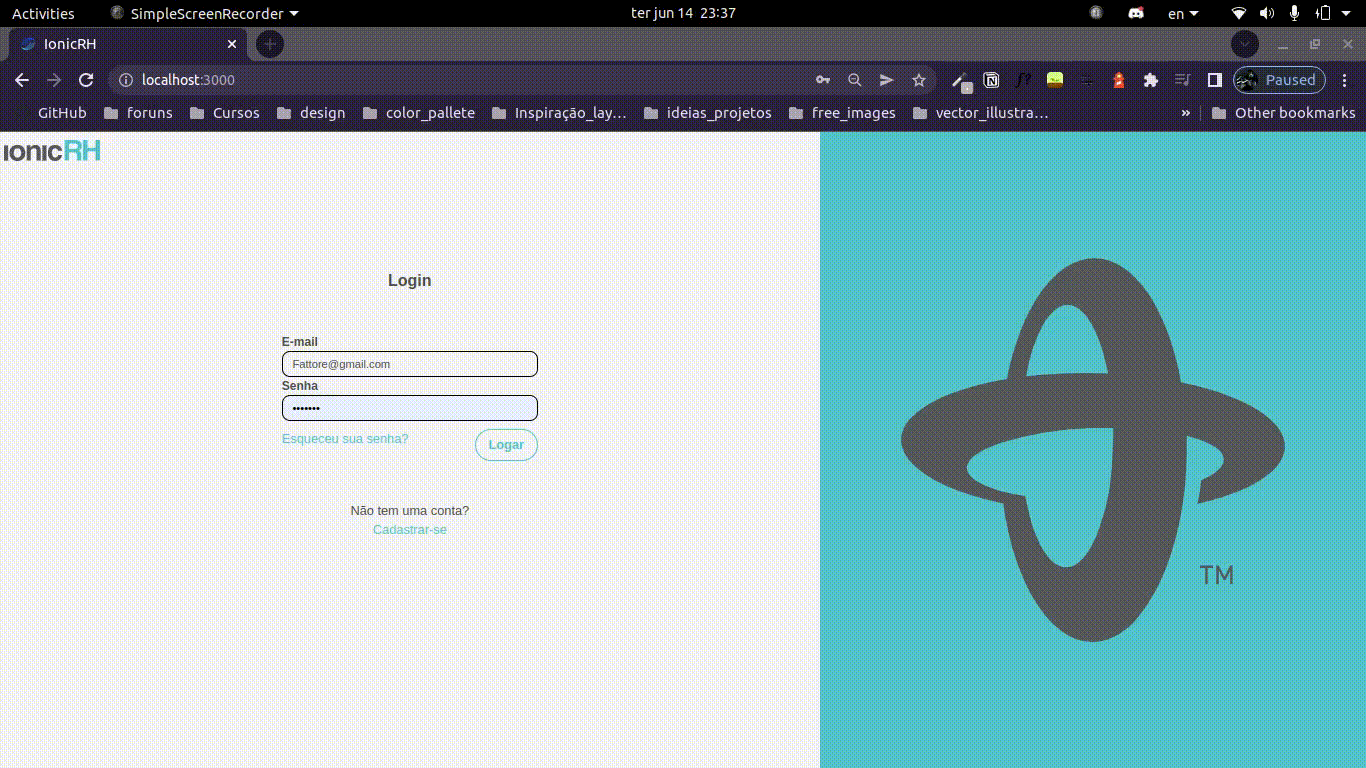 Activities SimpleScreenRecorder ter jun 14 23:37 en
IonicRH
localhost:3000 Paused
GitHub foruns Cursos design color_pallete Inspiração_lay… ideias_projetos free_images vector_illustra… » Other bookmarks
ionicRH
Login
E-mail
Fattore@gmail.com
Senha
•••••••
Esqueceu sua senha? Logar
Não tem uma conta?
Cadastrar-se
TM